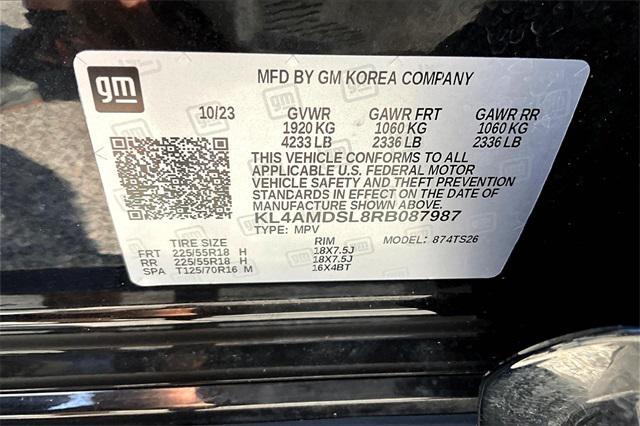 gm
MFD BY GM KOREA COMPANY
10/23 GVWR GAWR FRT GAWR RR
1920 KG 1060 KG 1060 KG
4233 LB 2336 LB 2336 LB
THIS VEHICLE CONFORMS TO ALL
APPLICABLE U.S. FEDERAL MOTOR
VEHICLE SAFETY AND THEFT PREVENTION
STANDARDS IN EFFECT ON THE DATE OF
MANUFACTURE SHOWN ABOVE.
KL4AMDSL8RB087987
TYPE: MPV MODEL: 874TS26
TIRE SIZE RIM
FRT 225/55R18 H 18X7.5J
RR 225/55R18 H 18X7.5J
SPA T125/70R16 M 16X4BT